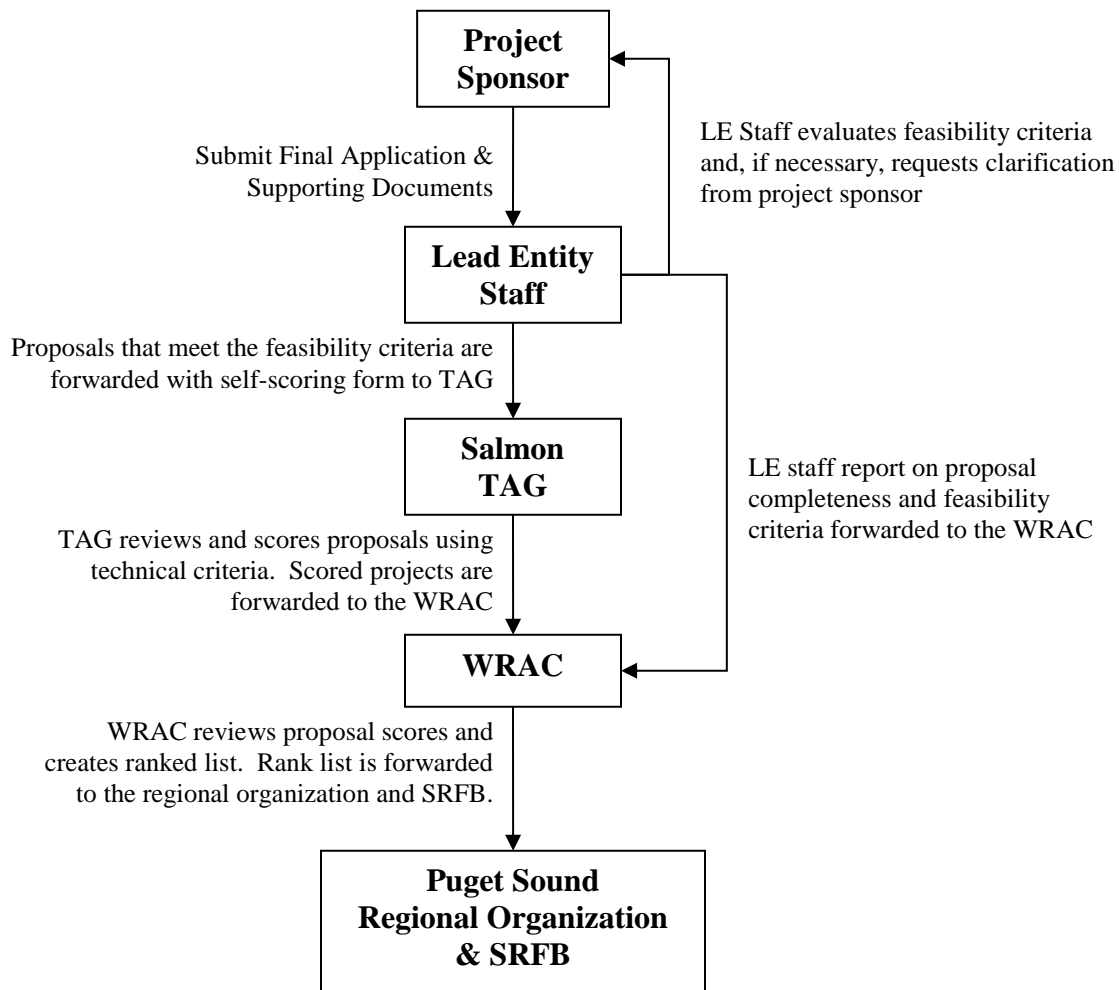 Project
Sponsor
LE Staff evaluates feasibility criteria
and, if necessary, requests clarification
from project sponsor
Submit Final Application &
Supporting Documents
Lead Entity
Staff
Proposals that meet the feasibility criteria are
forwarded with self-scoring form to TAG
Salmon
TAG
LE staff report on proposal
completeness and feasibility
criteria forwarded to the WRAC
TAG reviews and scores proposals using
technical criteria.  Scored projects are
forwarded to the WRAC
WRAC
WRAC reviews proposal scores and
creates ranked list.  Rank list is forwarded
to the regional organization and SRFB.
Puget Sound
Regional Organization
& SRFB